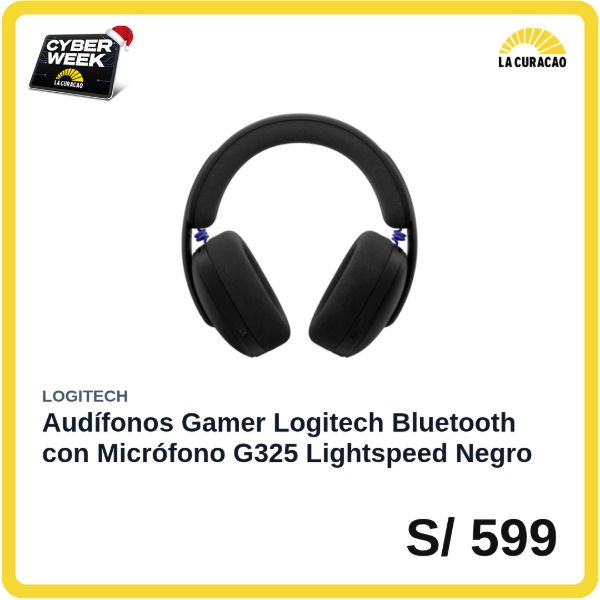 CYBER
WEEK
LA CURACAO
LA CURACAO
LOGITECH
Audífonos Gamer Logitech Bluetooth
con Micrófono G325 Lightspeed Negro
S/ 599